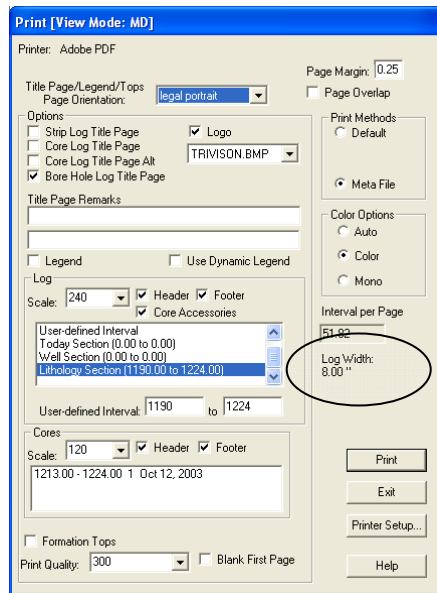 Print [View Mode: MD]
Printer: Adobe PDF
Page Margin: 0.25
Title Page/Legend/Tops
Page Orientation: legal portrait
Page Overlap
Options
Strip Log Title Page
Logo
Core Log Title Page
TRIVISON.BMP
Core Log Title Page Alt
Bore Hole Log Title Page
Print Methods
Default
Meta File
Title Page Remarks
Legend
Use Dynamic Legend
Color Options
Auto
Color
Mono
Log
Scale: 240
Header
Footer
Core Accessories
User-defined Interval
Today Section (0.00 to 0.00)
Well Section (0.00 to 0.00)
Lithology Section (1190.00 to 1224.00)
User-defined Interval: 1190 to 1224
Interval per Page
51.82
Log Width:
8.00 "
Cores
Scale: 120
Header
Footer
1213.00 - 1224.00 1 Oct 12, 2003
Formation Tops
Print Quality: 300
Blank First Page
Print
Exit
Printer Setup...
Help